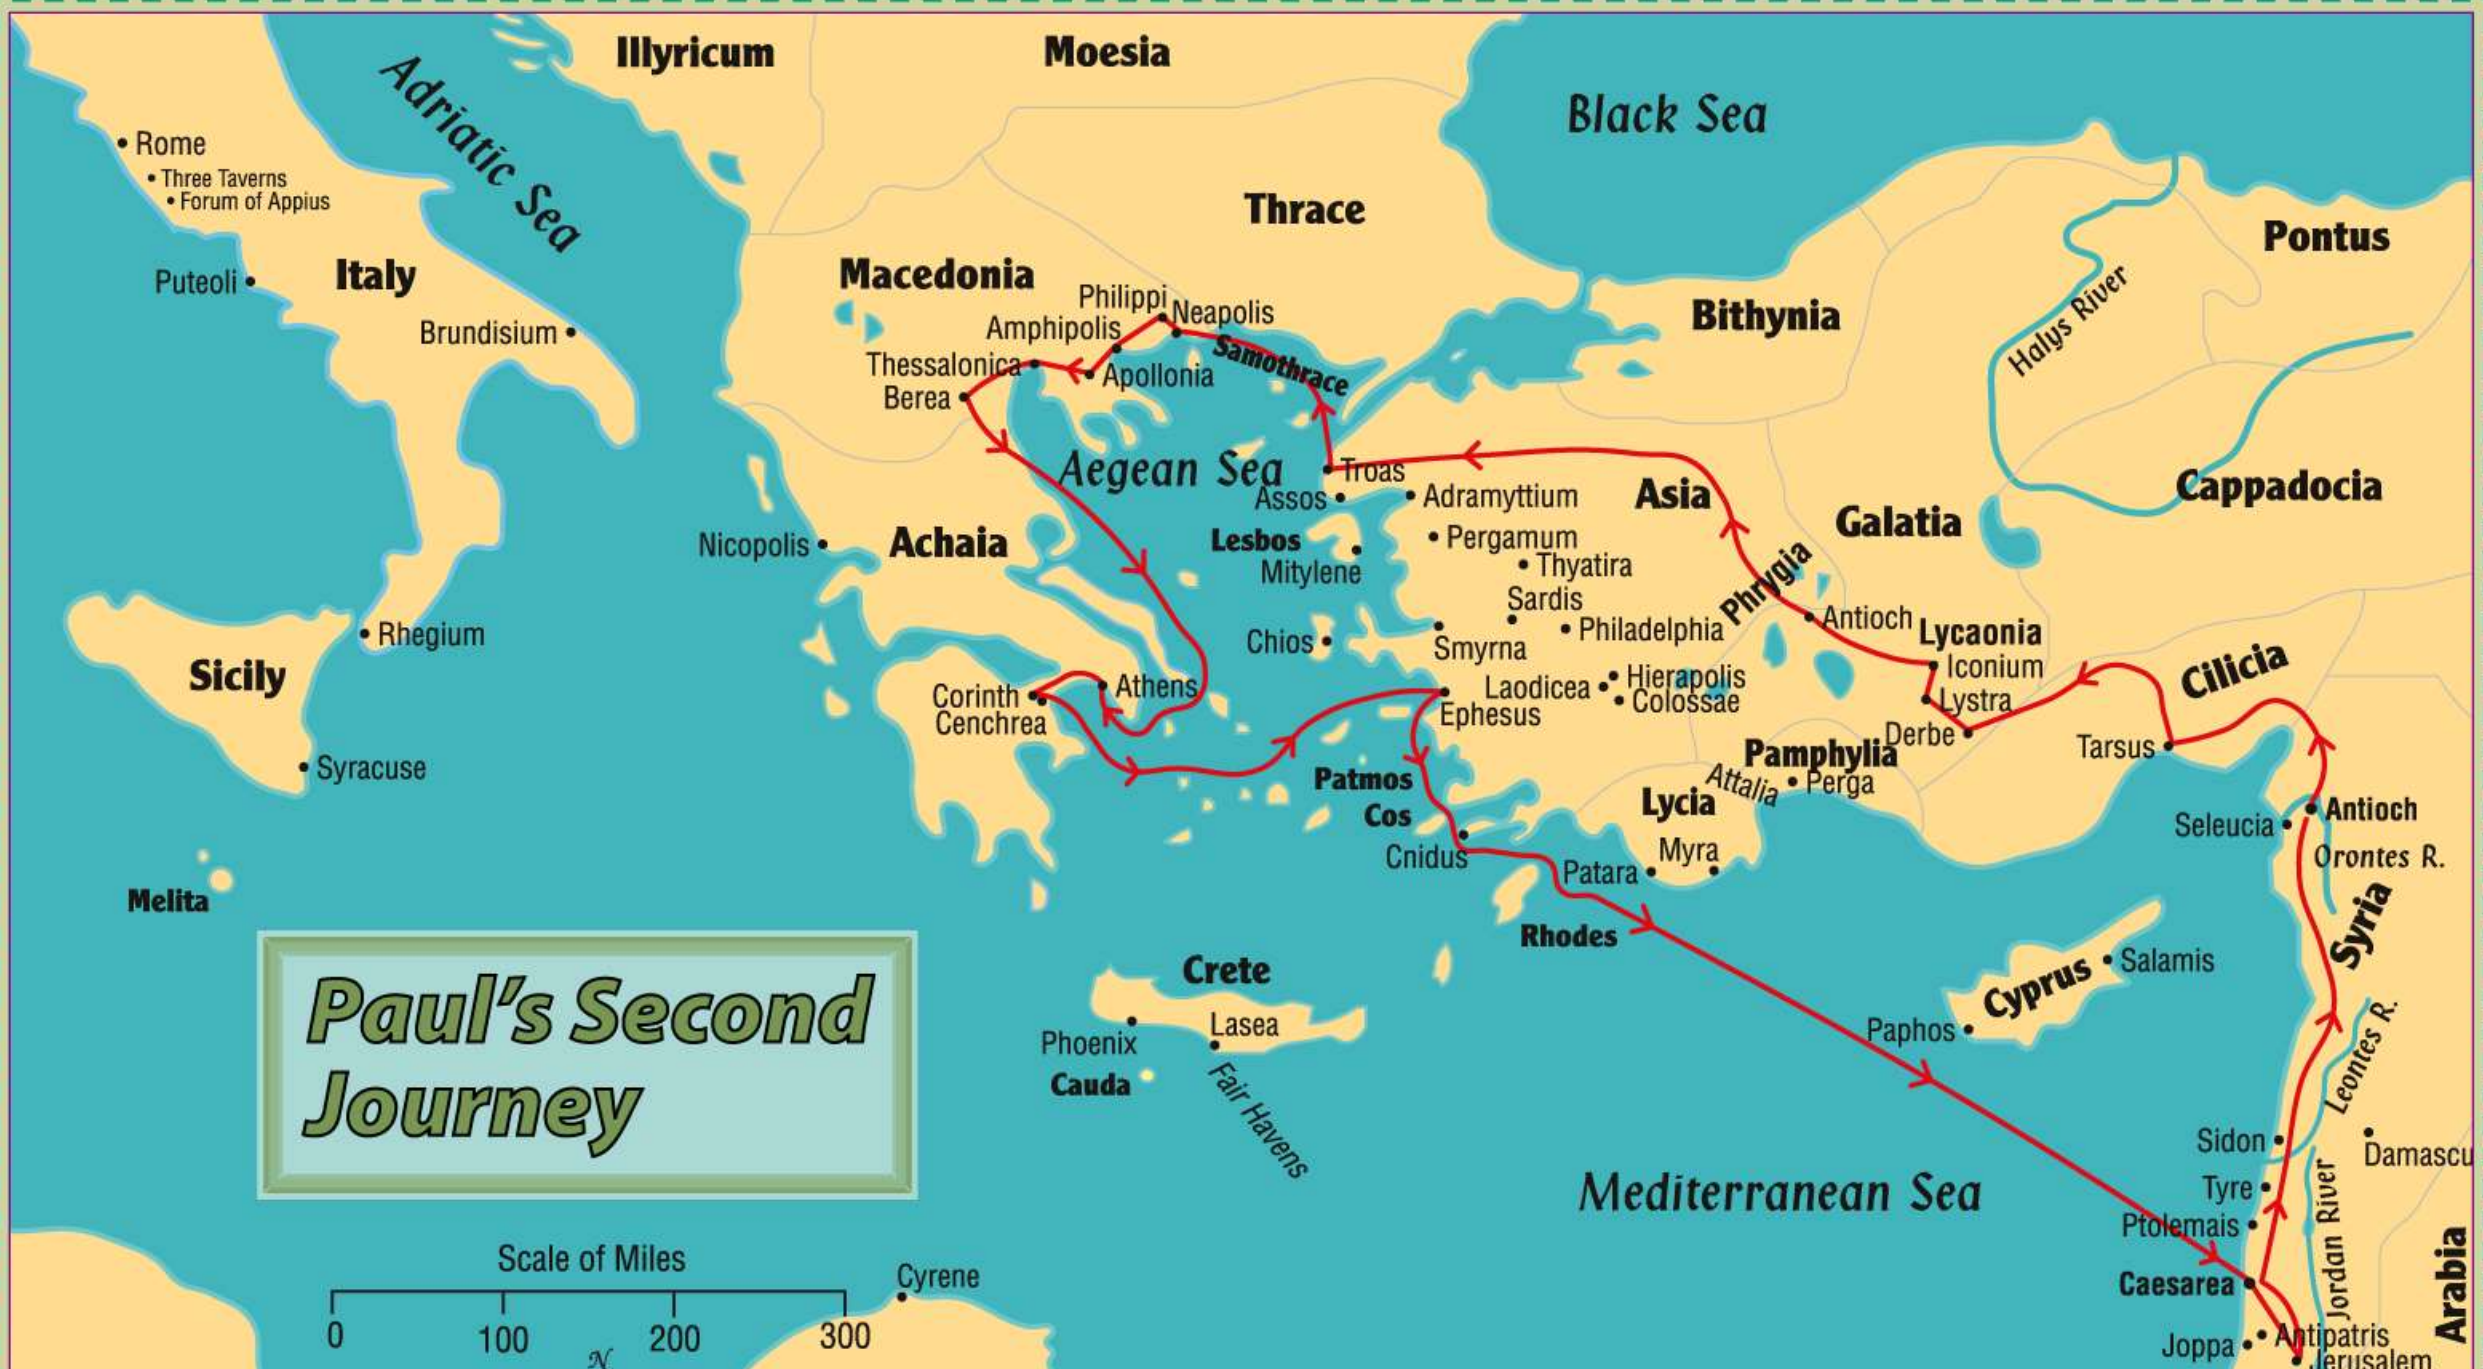 Illyricum
Moesia
Adriatic Sea
Black Sea
Rome
Three Taverns
Forum of Appius
Thrace
Pontus
Italy
Puteoli
Macedonia
Philippi
Neapolis
Halys River
Bithynia
Brundisium
Amphipolis
Samothrace
Thessalonica
Apollonia
Berea
Aegean Sea
Troas
Assos
Adramyttium
Asia
Cappadocia
Galatia
Nicopolis
Achaia
Lesbos
Pergamum
Mitylene
Thyatira
Phrygia
Sardis
Antioch
Lycaonia
Rhegium
Chios
Smyrna
Philadelphia
Sicily
Iconium
Cilicia
Corinth
Athens
Laodicea
Hierapolis
Colossae
Lystra
Cenchrea
Ephesus
Derbe
Tarsus
Pamphylia
Syracuse
Patmos
Attalia
Perga
Cos
Lycia
Antioch
Seleucia
Cnidus
Myra
Patara
Orontes R.
Melita
Rhodes
Syria
Crete
Cyprus
Salamis
Paul's Second
Journey
Phoenix
Lasea
Paphos
Cauda
Fair Havens
Leontes R.
Sidon
Damascu
Mediterranean Sea
Tyre
Jordan River
Ptolemais
Arabia
Scale of Miles
Cyrene
Caesarea
0 100 200 300
N
Joppa
Antipatris
Jerusalem